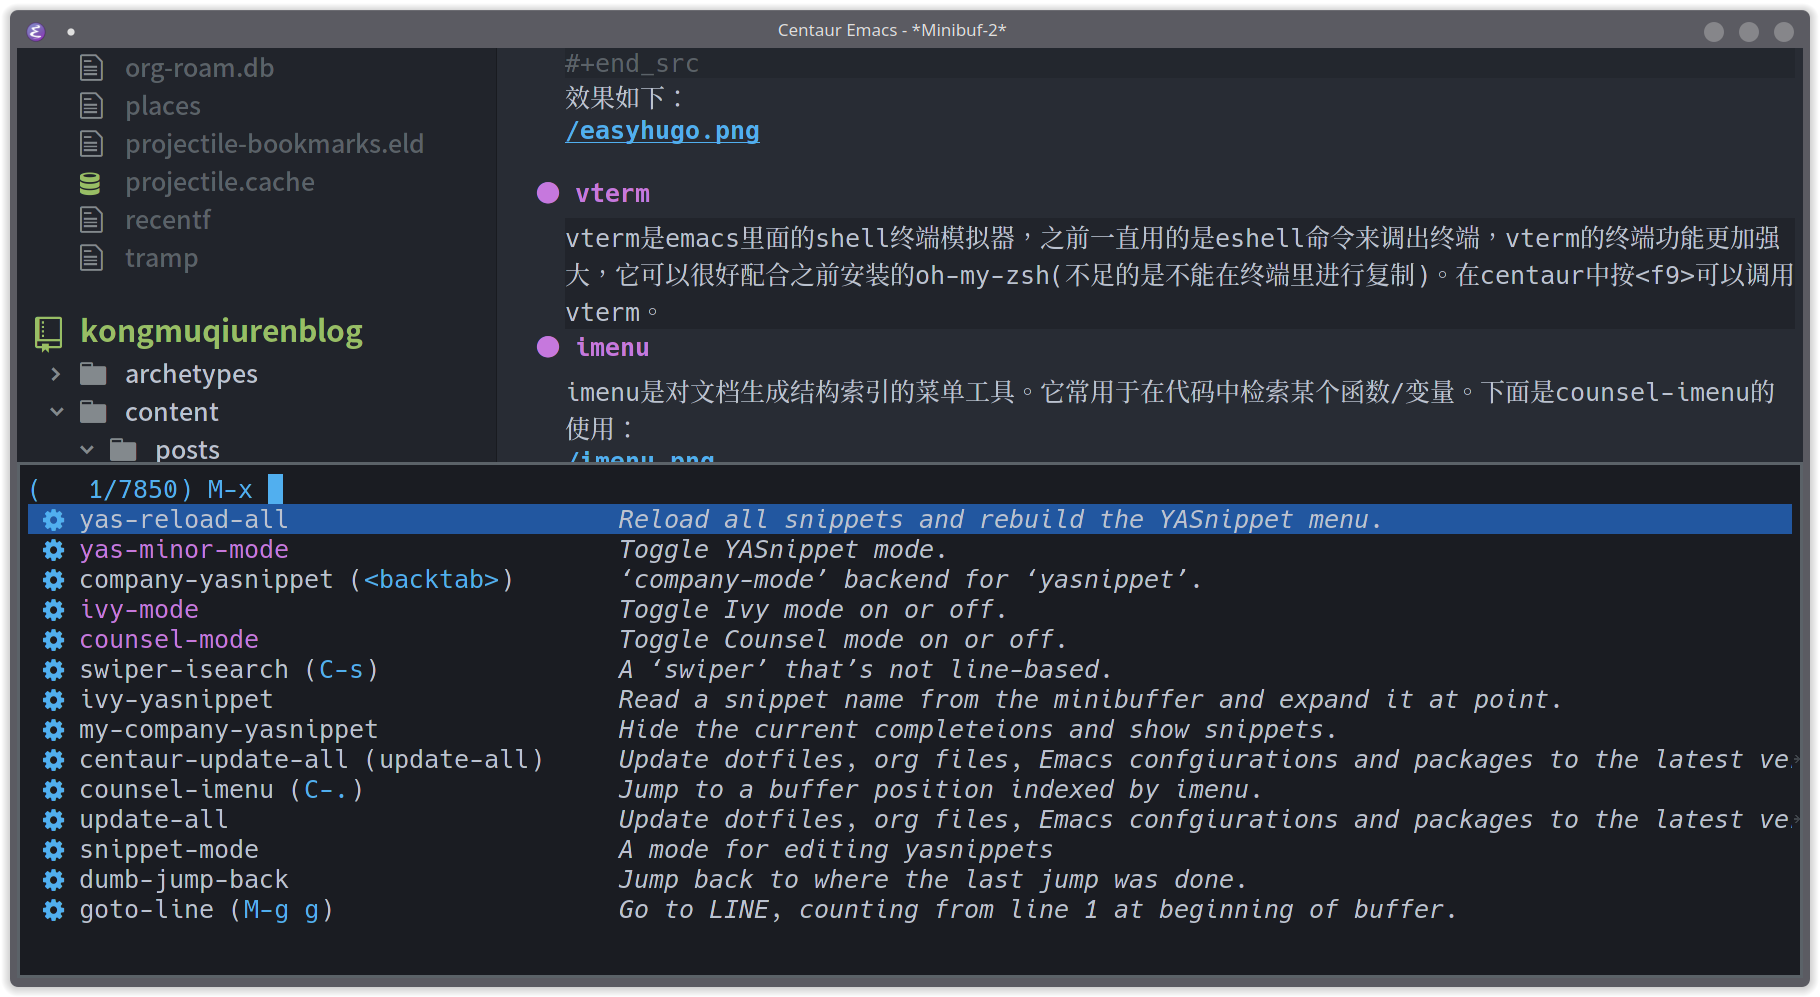 Centaur Emacs - *Minibuf-2*
org-roam.db
places
projectile-bookmarks.eld
projectile.cache
recentf
tramp
kongmuqiurenblog
archetypes
content
posts
#+end_src
效果如下：
/easyhugo.png
vterm
vterm是emacs里面的shell终端模拟器，之前一直用的是eshell命令来调出终端，vterm的终端功能更加强
大，它可以很好配合之前安装的oh-my-zsh(不足的是不能在终端里进行复制)。在centaur中按<f9>可以调用
vterm。
imenu
imenu是对文档生成结构索引的菜单工具。它常用于在代码中检索某个函数/变量。下面是counsel-imenu的
使用：
/imenu.png
( 1/7850) M-x
yas-reload-all Reload all snippets and rebuild the YASnippet menu.
yas-minor-mode Toggle YASnippet mode.
company-yasnippet (<backtab>) ‘company-mode’ backend for ‘yasnippet’.
ivy-mode Toggle Ivy mode on or off.
counsel-mode Toggle Counsel mode on or off.
swiper-isearch (C-s) A ‘swiper’ that’s not line-based.
ivy-yasnippet Read a snippet name from the minibuffer and expand it at point.
my-company-yasnippet Hide the current completeions and show snippets.
centaur-update-all (update-all) Update dotfiles, org files, Emacs confgiurations and packages to the latest ve
counsel-imenu (C-.) Jump to a buffer position indexed by imenu.
update-all Update dotfiles, org files, Emacs confgiurations and packages to the latest ve
snippet-mode A mode for editing yasnippets
dumb-jump-back Jump back to where the last jump was done.
goto-line (M-g g) Go to LINE, counting from line 1 at beginning of buffer.